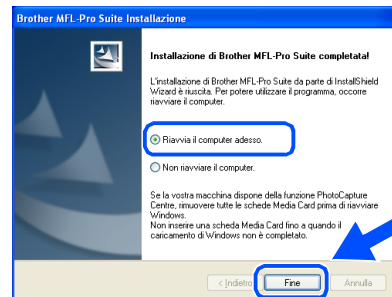 Brother MFL-Pro Suite Installazione
Installazione di Brother MFL-Pro Suite completata!
L'installazione di Brother MFL-Pro Suite da parte di InstallShield
Wizard è riuscita. Per potere utilizzare il programma, occorre
riavviare il computer.
Riavvia il computer adesso.
Non riavviare il computer.
Se la vostra macchina dispone della funzione PhotoCapture
Centre, rimuovere tutte le schede Media Card prima di riavviare
Windows.
Non inserire una scheda Media Card fino a quando il
caricamento di Windows non è completato.
< Indietro Fine Annulla